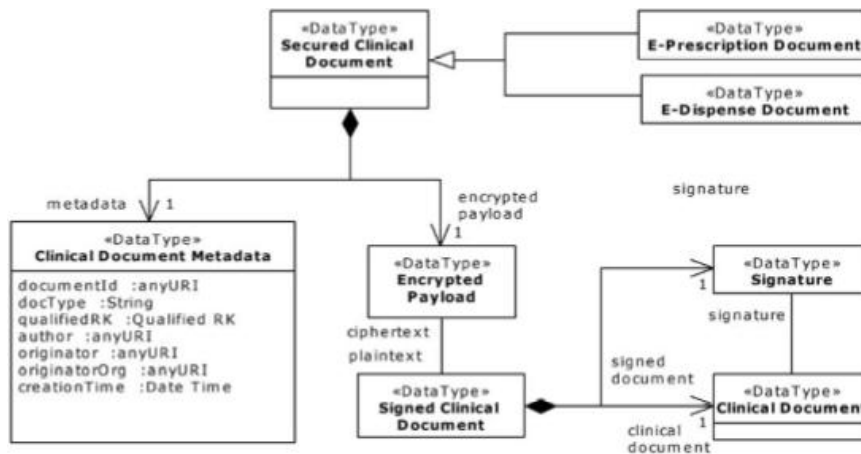 «DataType»
Secured Clinical
Document
«DataType»
E-Prescription Document
«DataType»
E-Dispense Document
metadata
1
encrypted
payload
1
signature
«DataType»
Clinical Document Metadata
documentId :anyURI
docType :String
qualifiedRK :Qualified RK
author :anyURI
originator :anyURI
originatorOrg :anyURI
creationTime :Date Time
«DataType»
Encrypted
Payload
«DataType»
Signature
1
ciphertext
plaintext
signature
signed
document
«DataType»
Signed Clinical
Document
«DataType»
Clinical Document
1
clinical
document